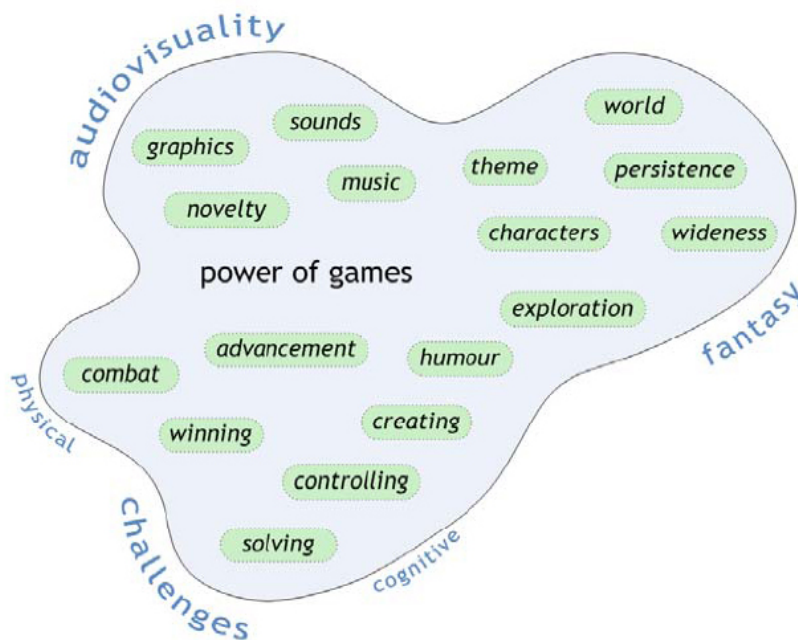 audiovisuality
world
sounds
graphics
theme
persistence
music
novelty
characters
wideness
power of games
exploration
fantasy
advancement
humour
combat
physical
creating
winning
controlling
challenges
solving
cognitive